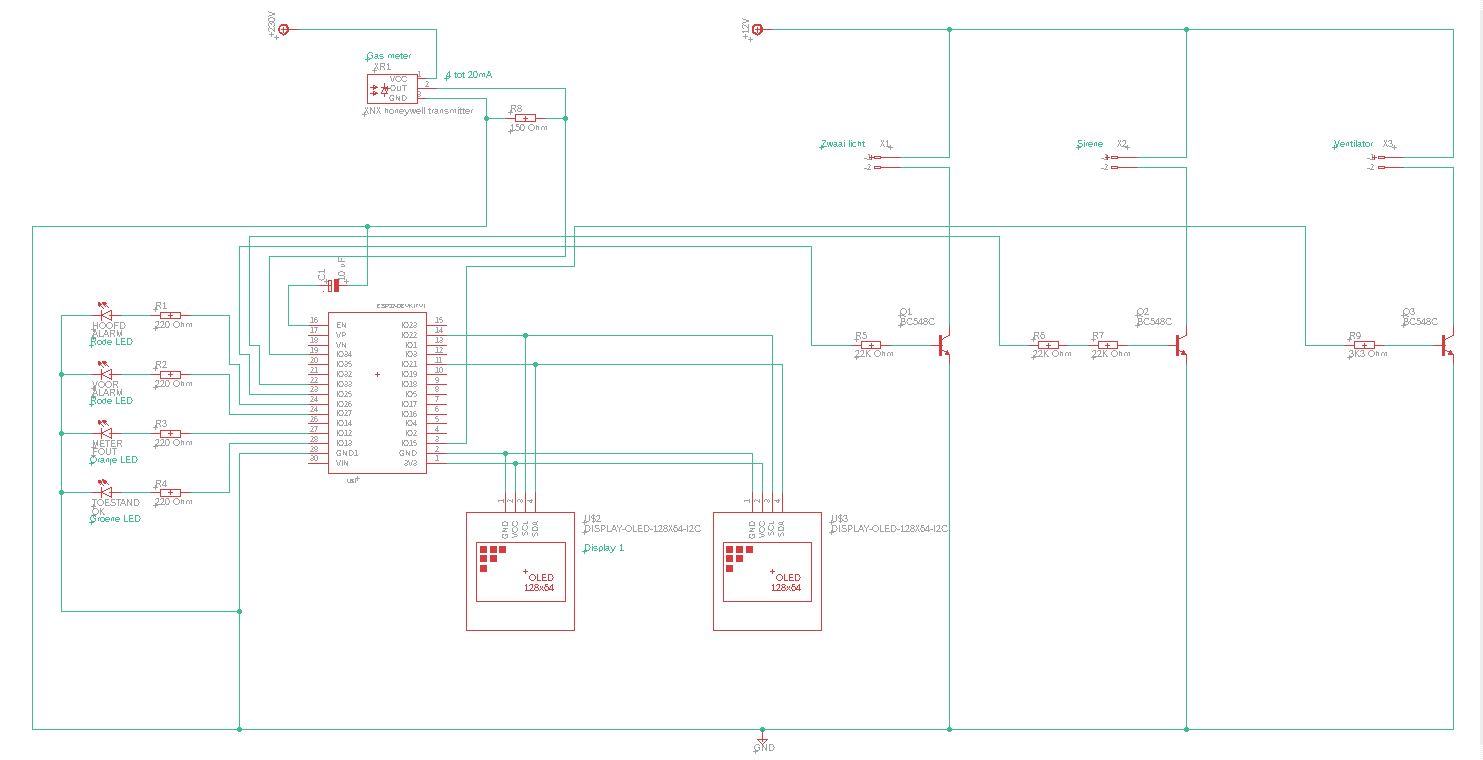 +230V
Gas meter
XR1
VCC 1
OUT 2
GND 3
4 tot 20mA
XNX honeywell transmitter
R8
150 Ohm
+12V
Zwaai licht X1
-1
-2
Sirene X2
-1
-2
Ventilator X3
-1
-2
C1
10 uF
R1
220 Ohm
HOOFD
ALARM
Rode LED
R2
220 Ohm
VOOR
ALARM
Rode LED
R3
220 Ohm
METER
FOUT
Oranje LED
R4
220 Ohm
TOESTAND
OK
Groene LED
16 EN IO23 15
17 VP IO22 14
18 VN IO1 13
19 IO34 IO3 12
20 IO35 IO21 11
21 IO32 IO19 10
22 IO33 IO18 9
23 IO25 IO5 8
24 IO26 IO17 7
24 IO27 IO16 6
26 IO14 IO4 5
27 IO12 IO2 4
28 IO13 IO15 3
28 GND1 GND 2
30 VIN 3V3 1
R5
22K Ohm
Q1
BC548C
R6
22K Ohm
R7
22K Ohm
Q2
BC548C
R9
3K3 Ohm
Q3
BC548C
1 2 3 4
GND VCC SCL SDA
OLED
128x64
U$2
DISPLAY-OLED-128X64-I2C
Display 1
1 2 3 4
GND VCC SCL SDA
OLED
128x64
U$3
DISPLAY-OLED-128X64-I2C
GND